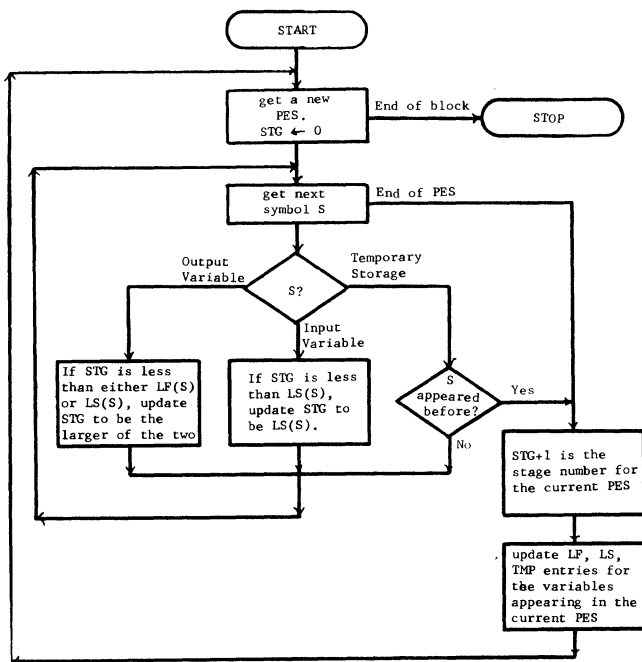 START
get a new
PES.
STG ← 0
End of block
STOP
get next
symbol S
End of PES
Output
Variable
S?
Temporary
Storage
Input
Variable
If STG is less
than either LF(S)
or LS(S), update
STG to be the
larger of the two
If STG is less
than LS(S),
update STG to
be LS(S).
S
appeared
before?
Yes
No
STG+1 is the
stage number for
the current PES
update LF, LS,
TMP entries for
the variables
appearing in the
current PES